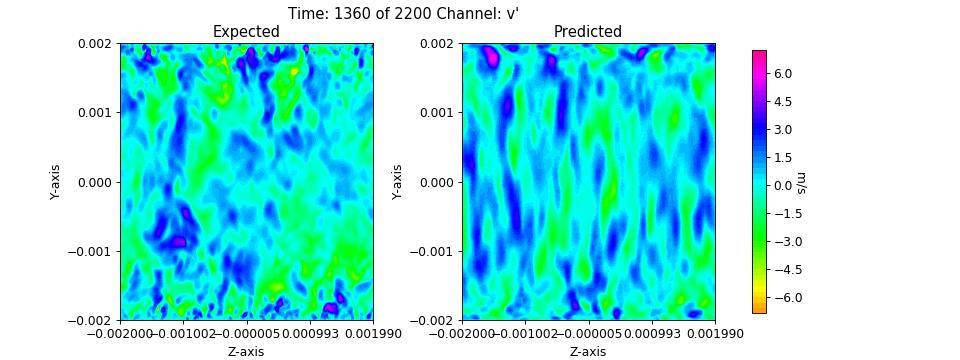 Time: 1360 of 2200 Channel: v'
Expected
Predicted
0.002
0.001
0.000
−0.001
−0.002
Y-axis
−0.002000 −0.001002 −0.000005 0.000993 0.001990
Z-axis
0.002
0.001
0.000
−0.001
−0.002
Y-axis
−0.002000 −0.001002 −0.000005 0.000993 0.001990
Z-axis
6.0
4.5
3.0
1.5
0.0
−1.5
−3.0
−4.5
−6.0
m/s